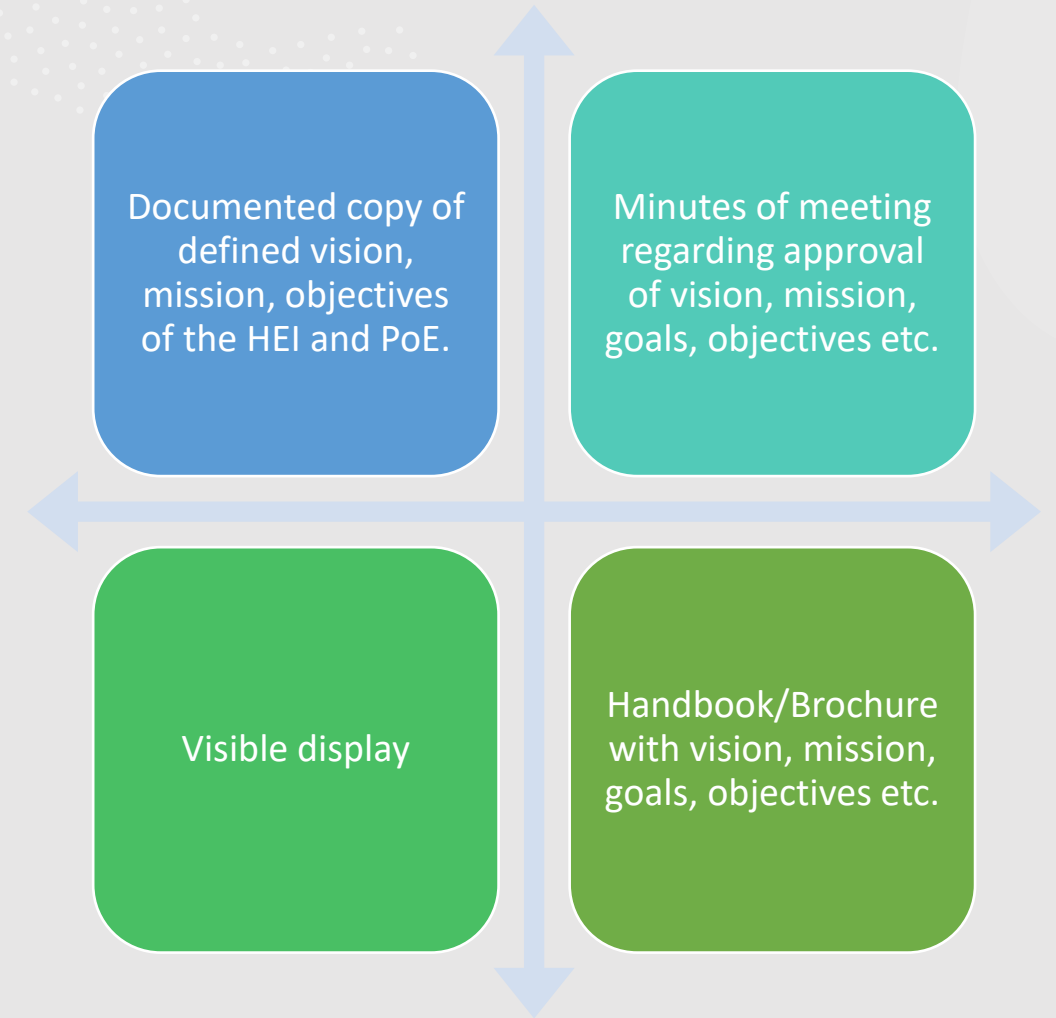 Documented copy of
defined vision,
mission, objectives
of the HEI and PoE.
Minutes of meeting
regarding approval
of vision, mission,
goals, objectives etc.
Visible display
Handbook/Brochure
with vision, mission,
goals, objectives etc.